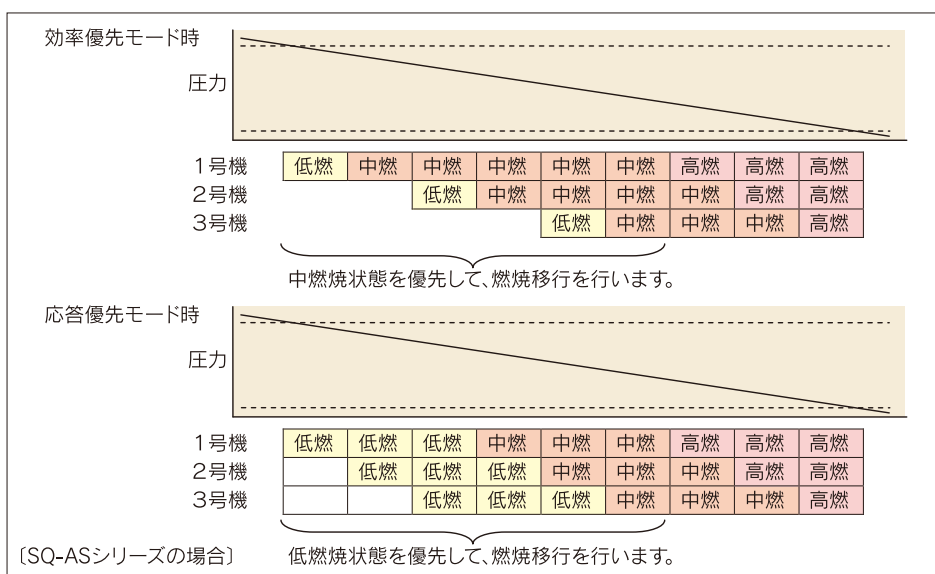 効率優先モード時
圧力
1号機 低燃 中燃 中燃 中燃 中燃 中燃 高燃 高燃 高燃
2号機 低燃 中燃 中燃 中燃 中燃 高燃 高燃
3号機 低燃 中燃 中燃 中燃 高燃
中燃焼状態を優先して、燃焼移行を行います。
応答優先モード時
圧力
1号機 低燃 低燃 低燃 中燃 中燃 中燃 高燃 高燃 高燃
2号機 低燃 低燃 低燃 中燃 中燃 中燃 高燃 高燃
3号機 低燃 低燃 低燃 中燃 中燃 中燃 高燃
〔SQ-ASシリーズの場合〕 低燃焼状態を優先して、燃焼移行を行います。